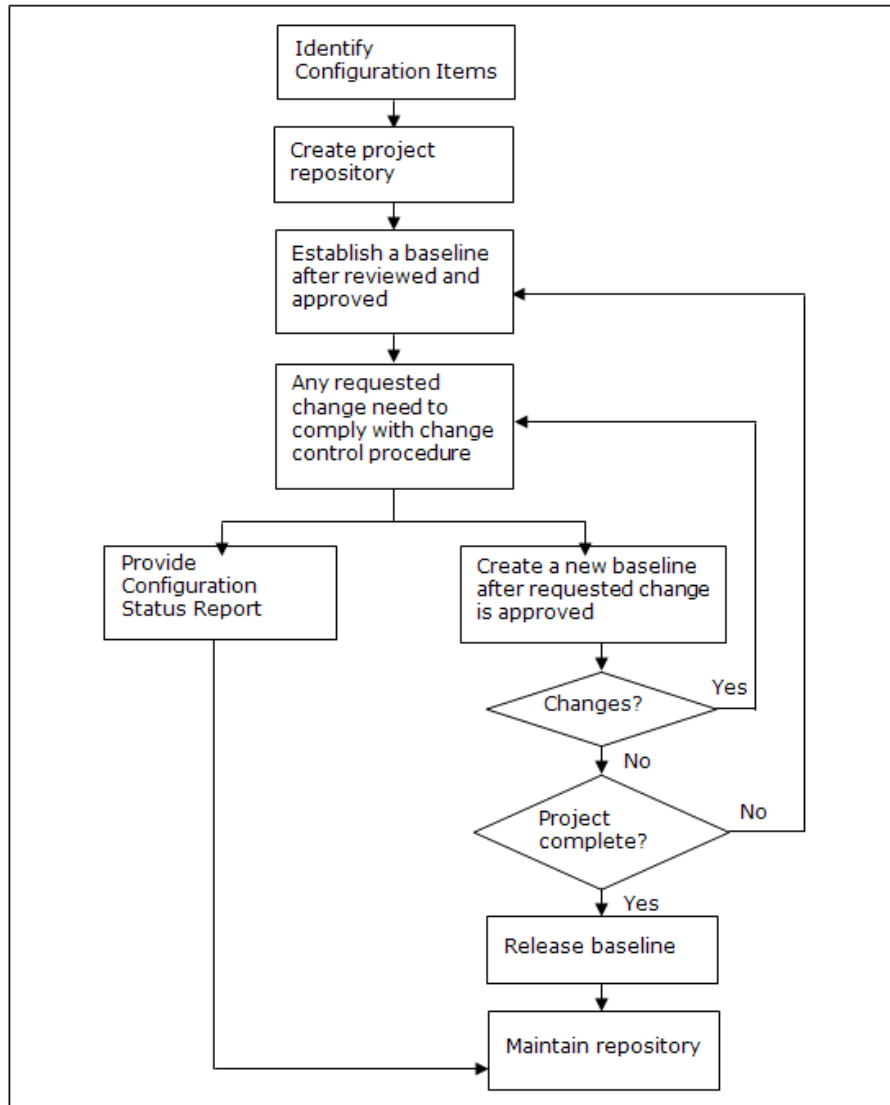 Identify
Configuration Items
Create project
repository
Establish a baseline
after reviewed and
approved
Any requested
change need to
comply with change
control procedure
Provide
Configuration
Status Report
Create a new baseline
after requested change
is approved
Changes?
Yes
No
Project
complete?
No
Yes
Release baseline
Maintain repository